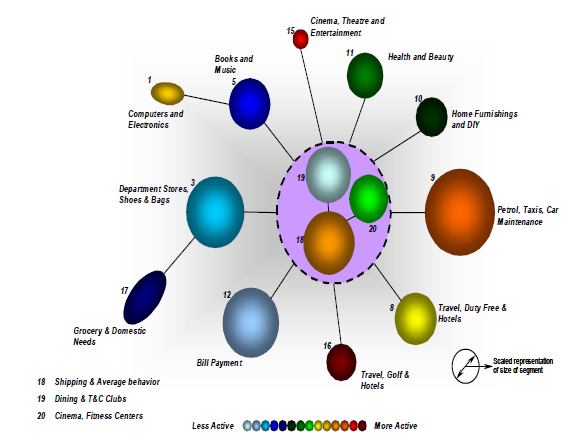 15
Cinema, Theatre and
Entertainment
11
Health and Beauty
Books and
Music
5
1
Computers and
Electronics
10
Home Furnishings
and DIY
19
9
3
Department Stores,
Shoes & Bags
Petrol, Taxis, Car
Maintenance
20
18
17
12
8
Travel, Duty Free &
Hotels
Grocery & Domestic
Needs
Bill Payment
16
Travel, Golf &
Hotels
Scaled representation
of size of segment
18 Shipping & Average behavior
19 Dining & T&C Clubs
20 Cinema, Fitness Centers
Less Active
More Active